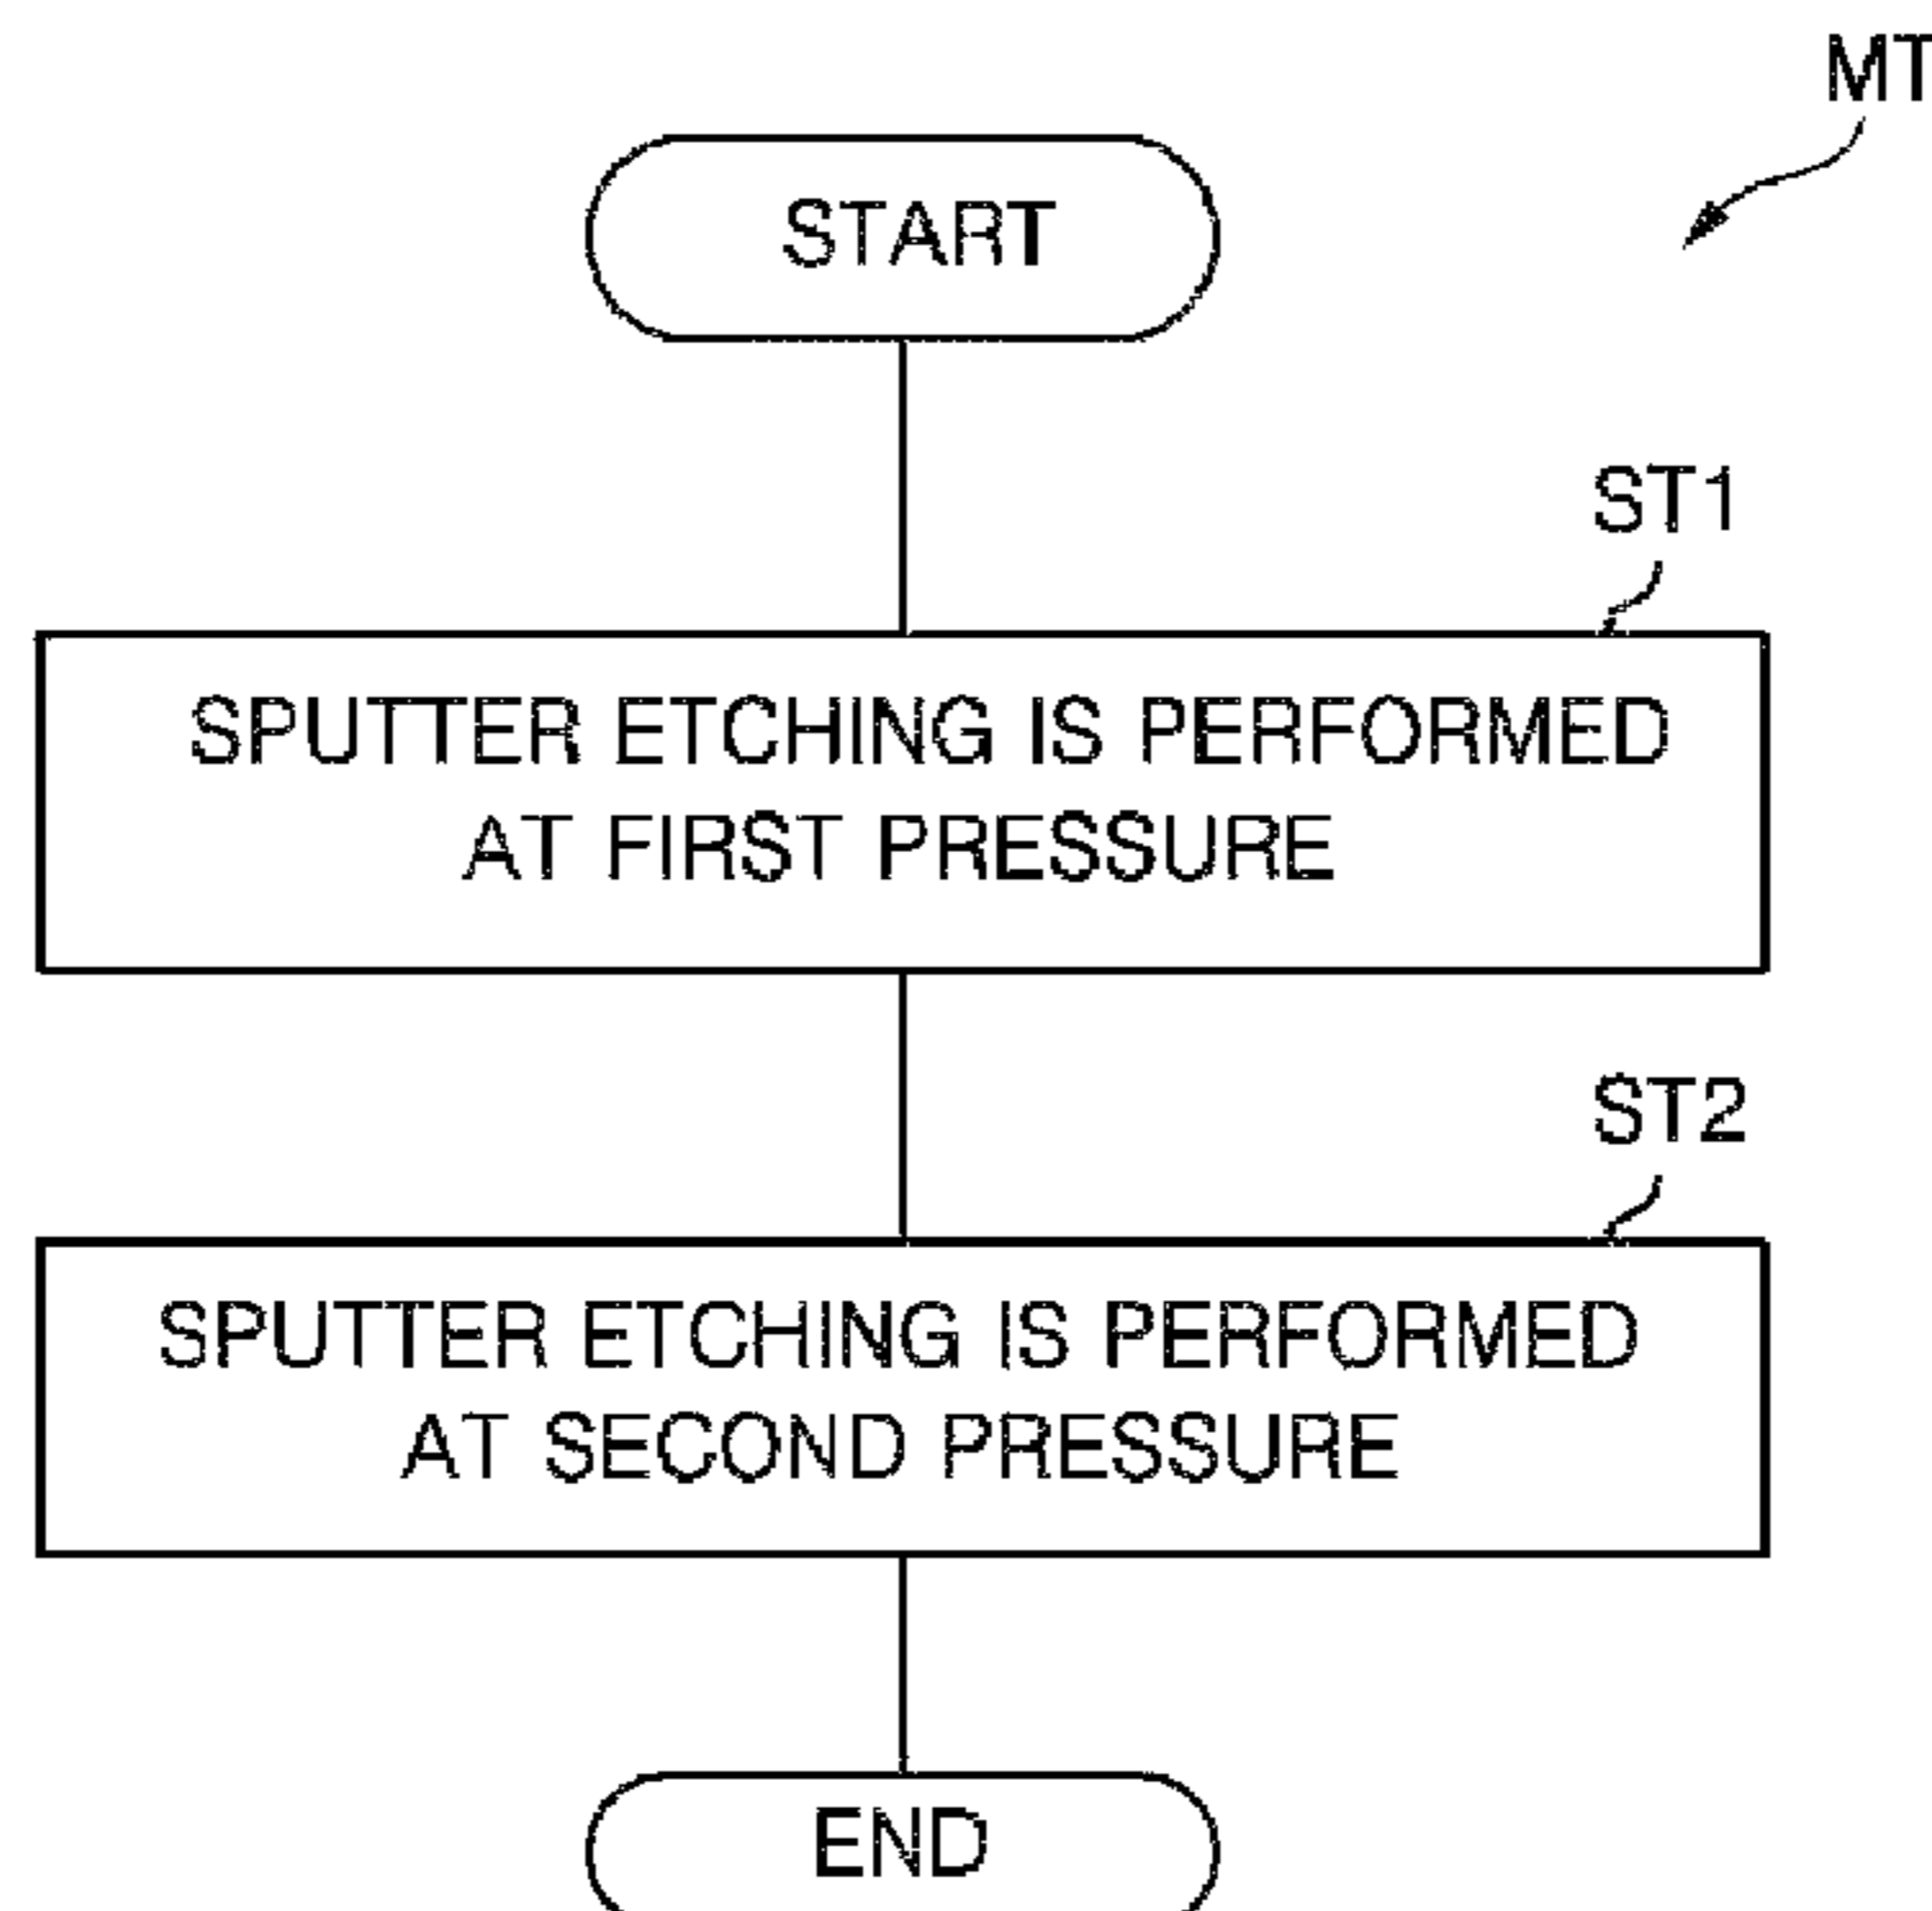 MT
START
ST1
SPUTTER ETCHING IS PERFORMED
AT FIRST PRESSURE
ST2
SPUTTER ETCHING IS PERFORMED
AT SECOND PRESSURE
END